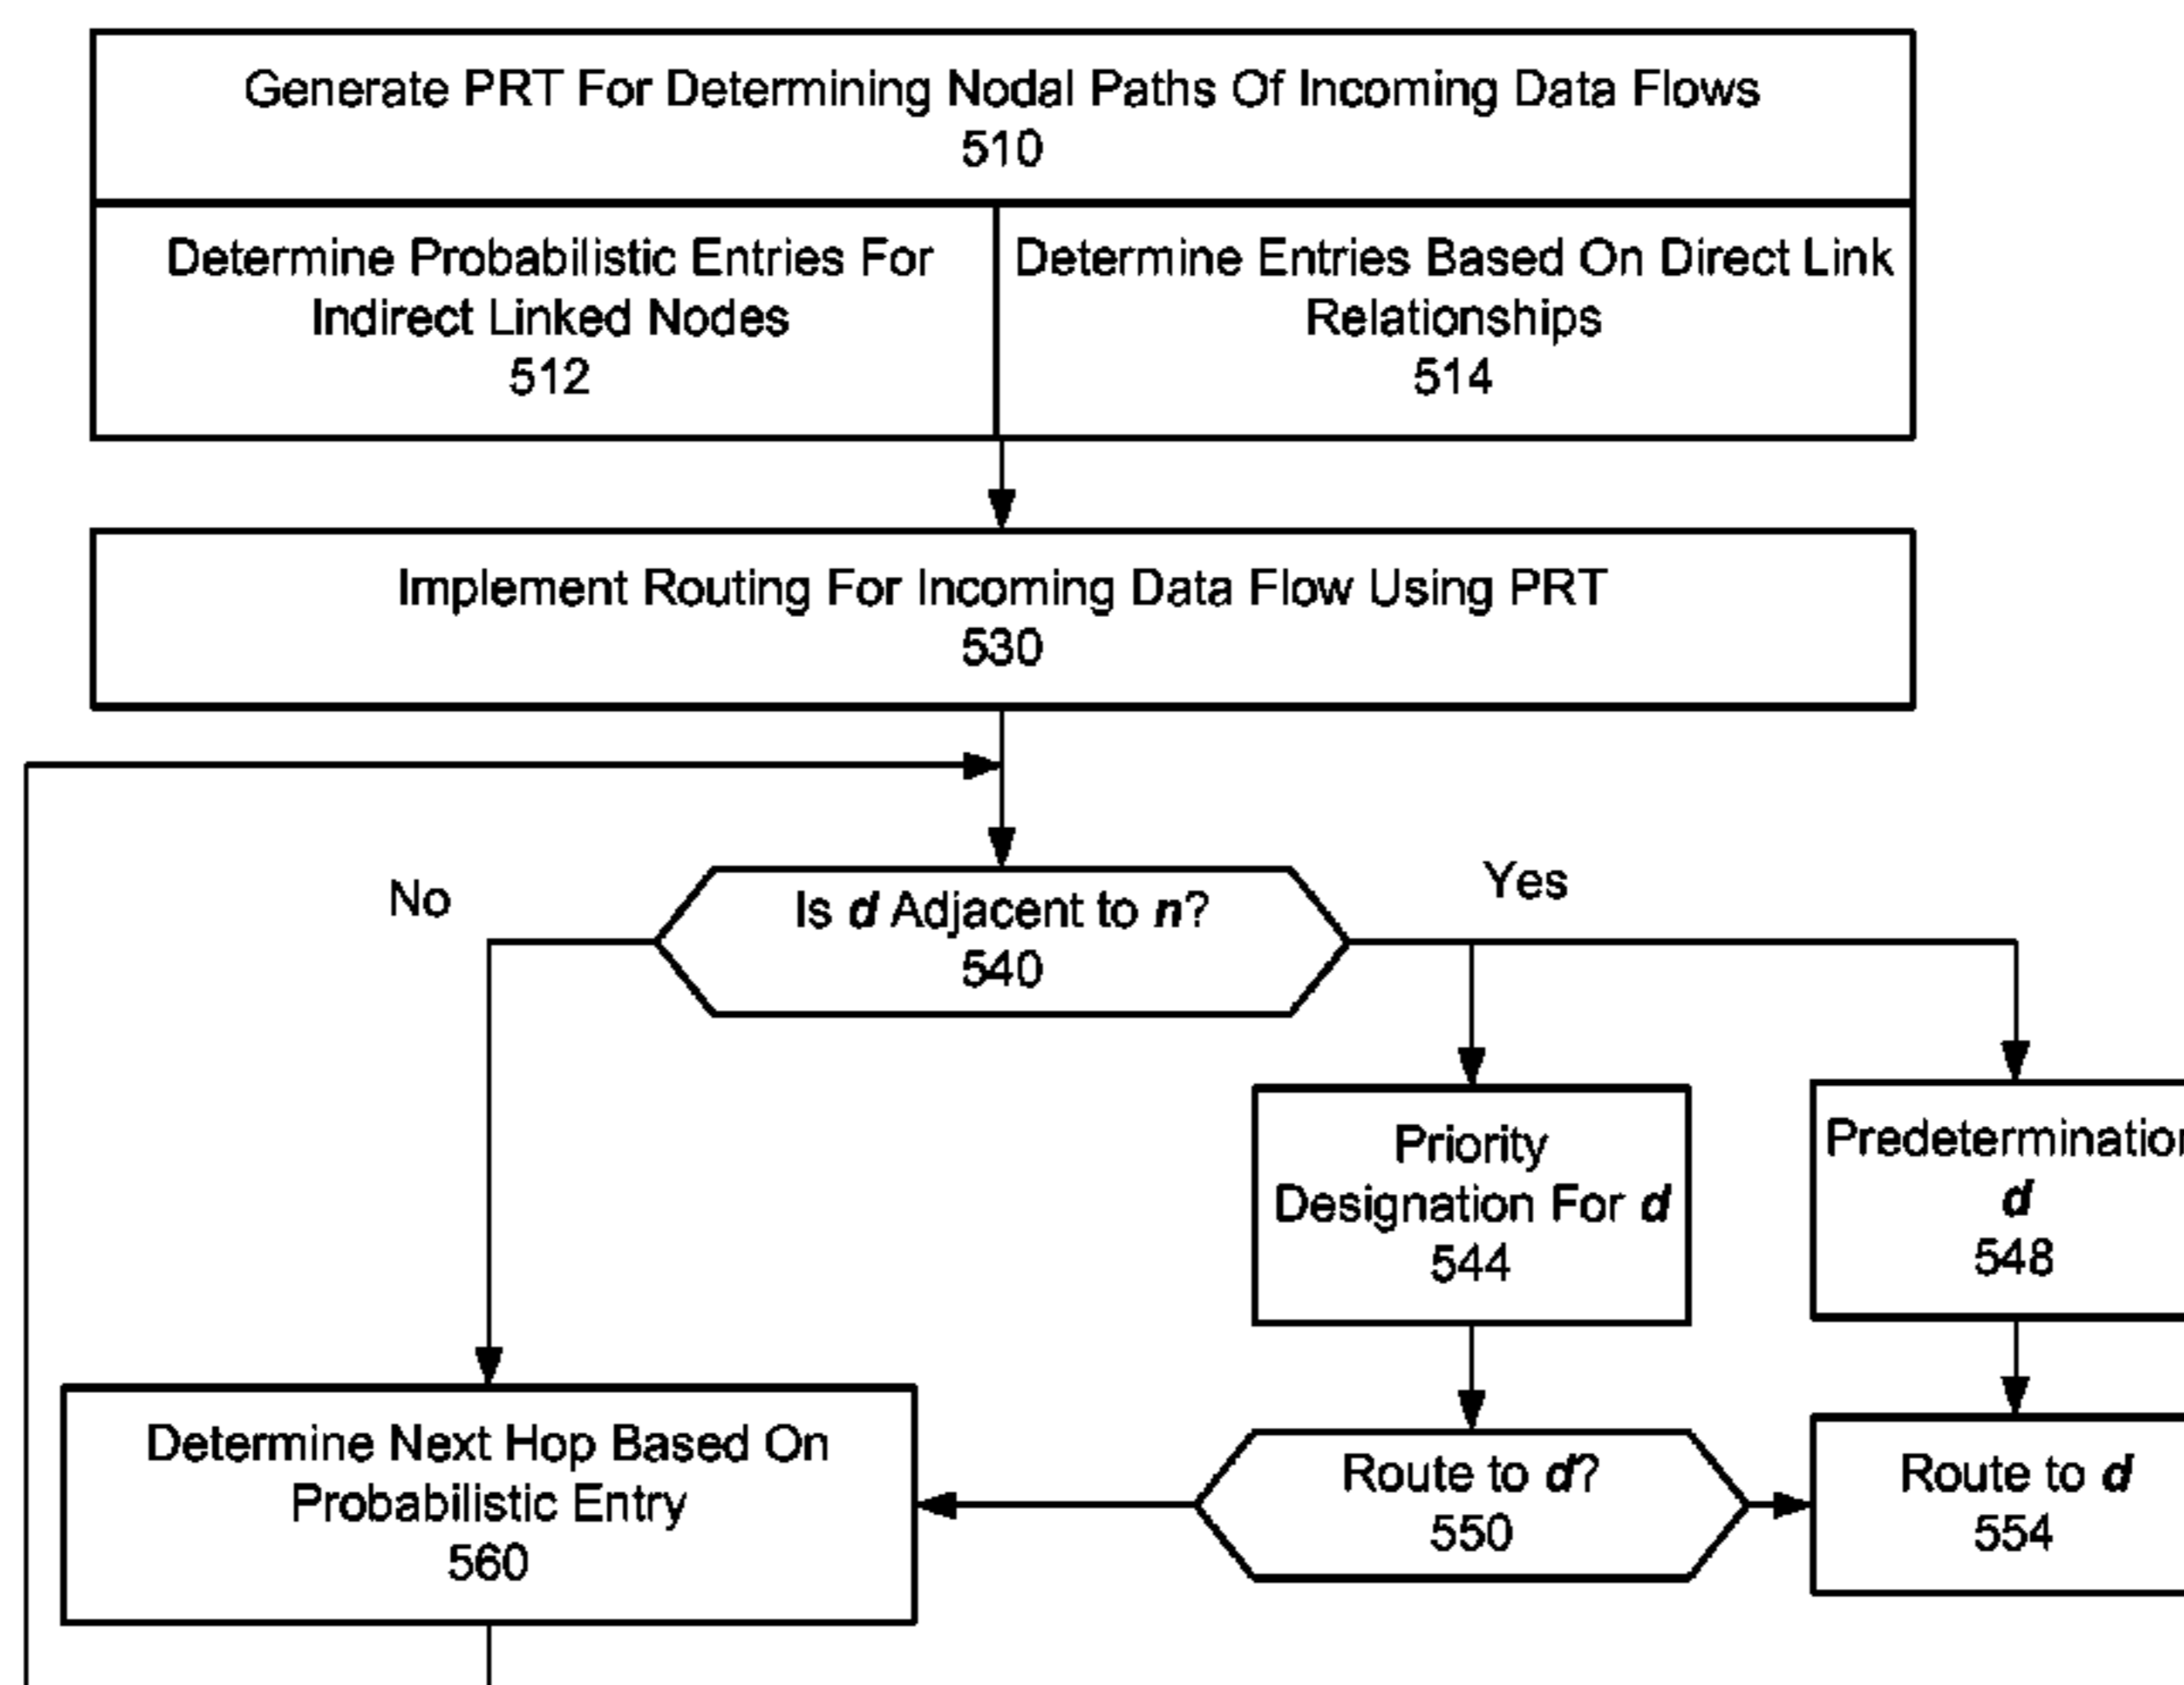 Generate PRT For Determining Nodal Paths Of Incoming Data Flows
510
Determine Probabilistic Entries For
Indirect Linked Nodes
512
Determine Entries Based On Direct Link
Relationships
514
Implement Routing For Incoming Data Flow Using PRT
530
No
Is d Adjacent to n?
540
Yes
Priority
Designation For d
544
Predetermination
d
548
Determine Next Hop Based On
Probabilistic Entry
560
Route to d?
550
Route to d
554